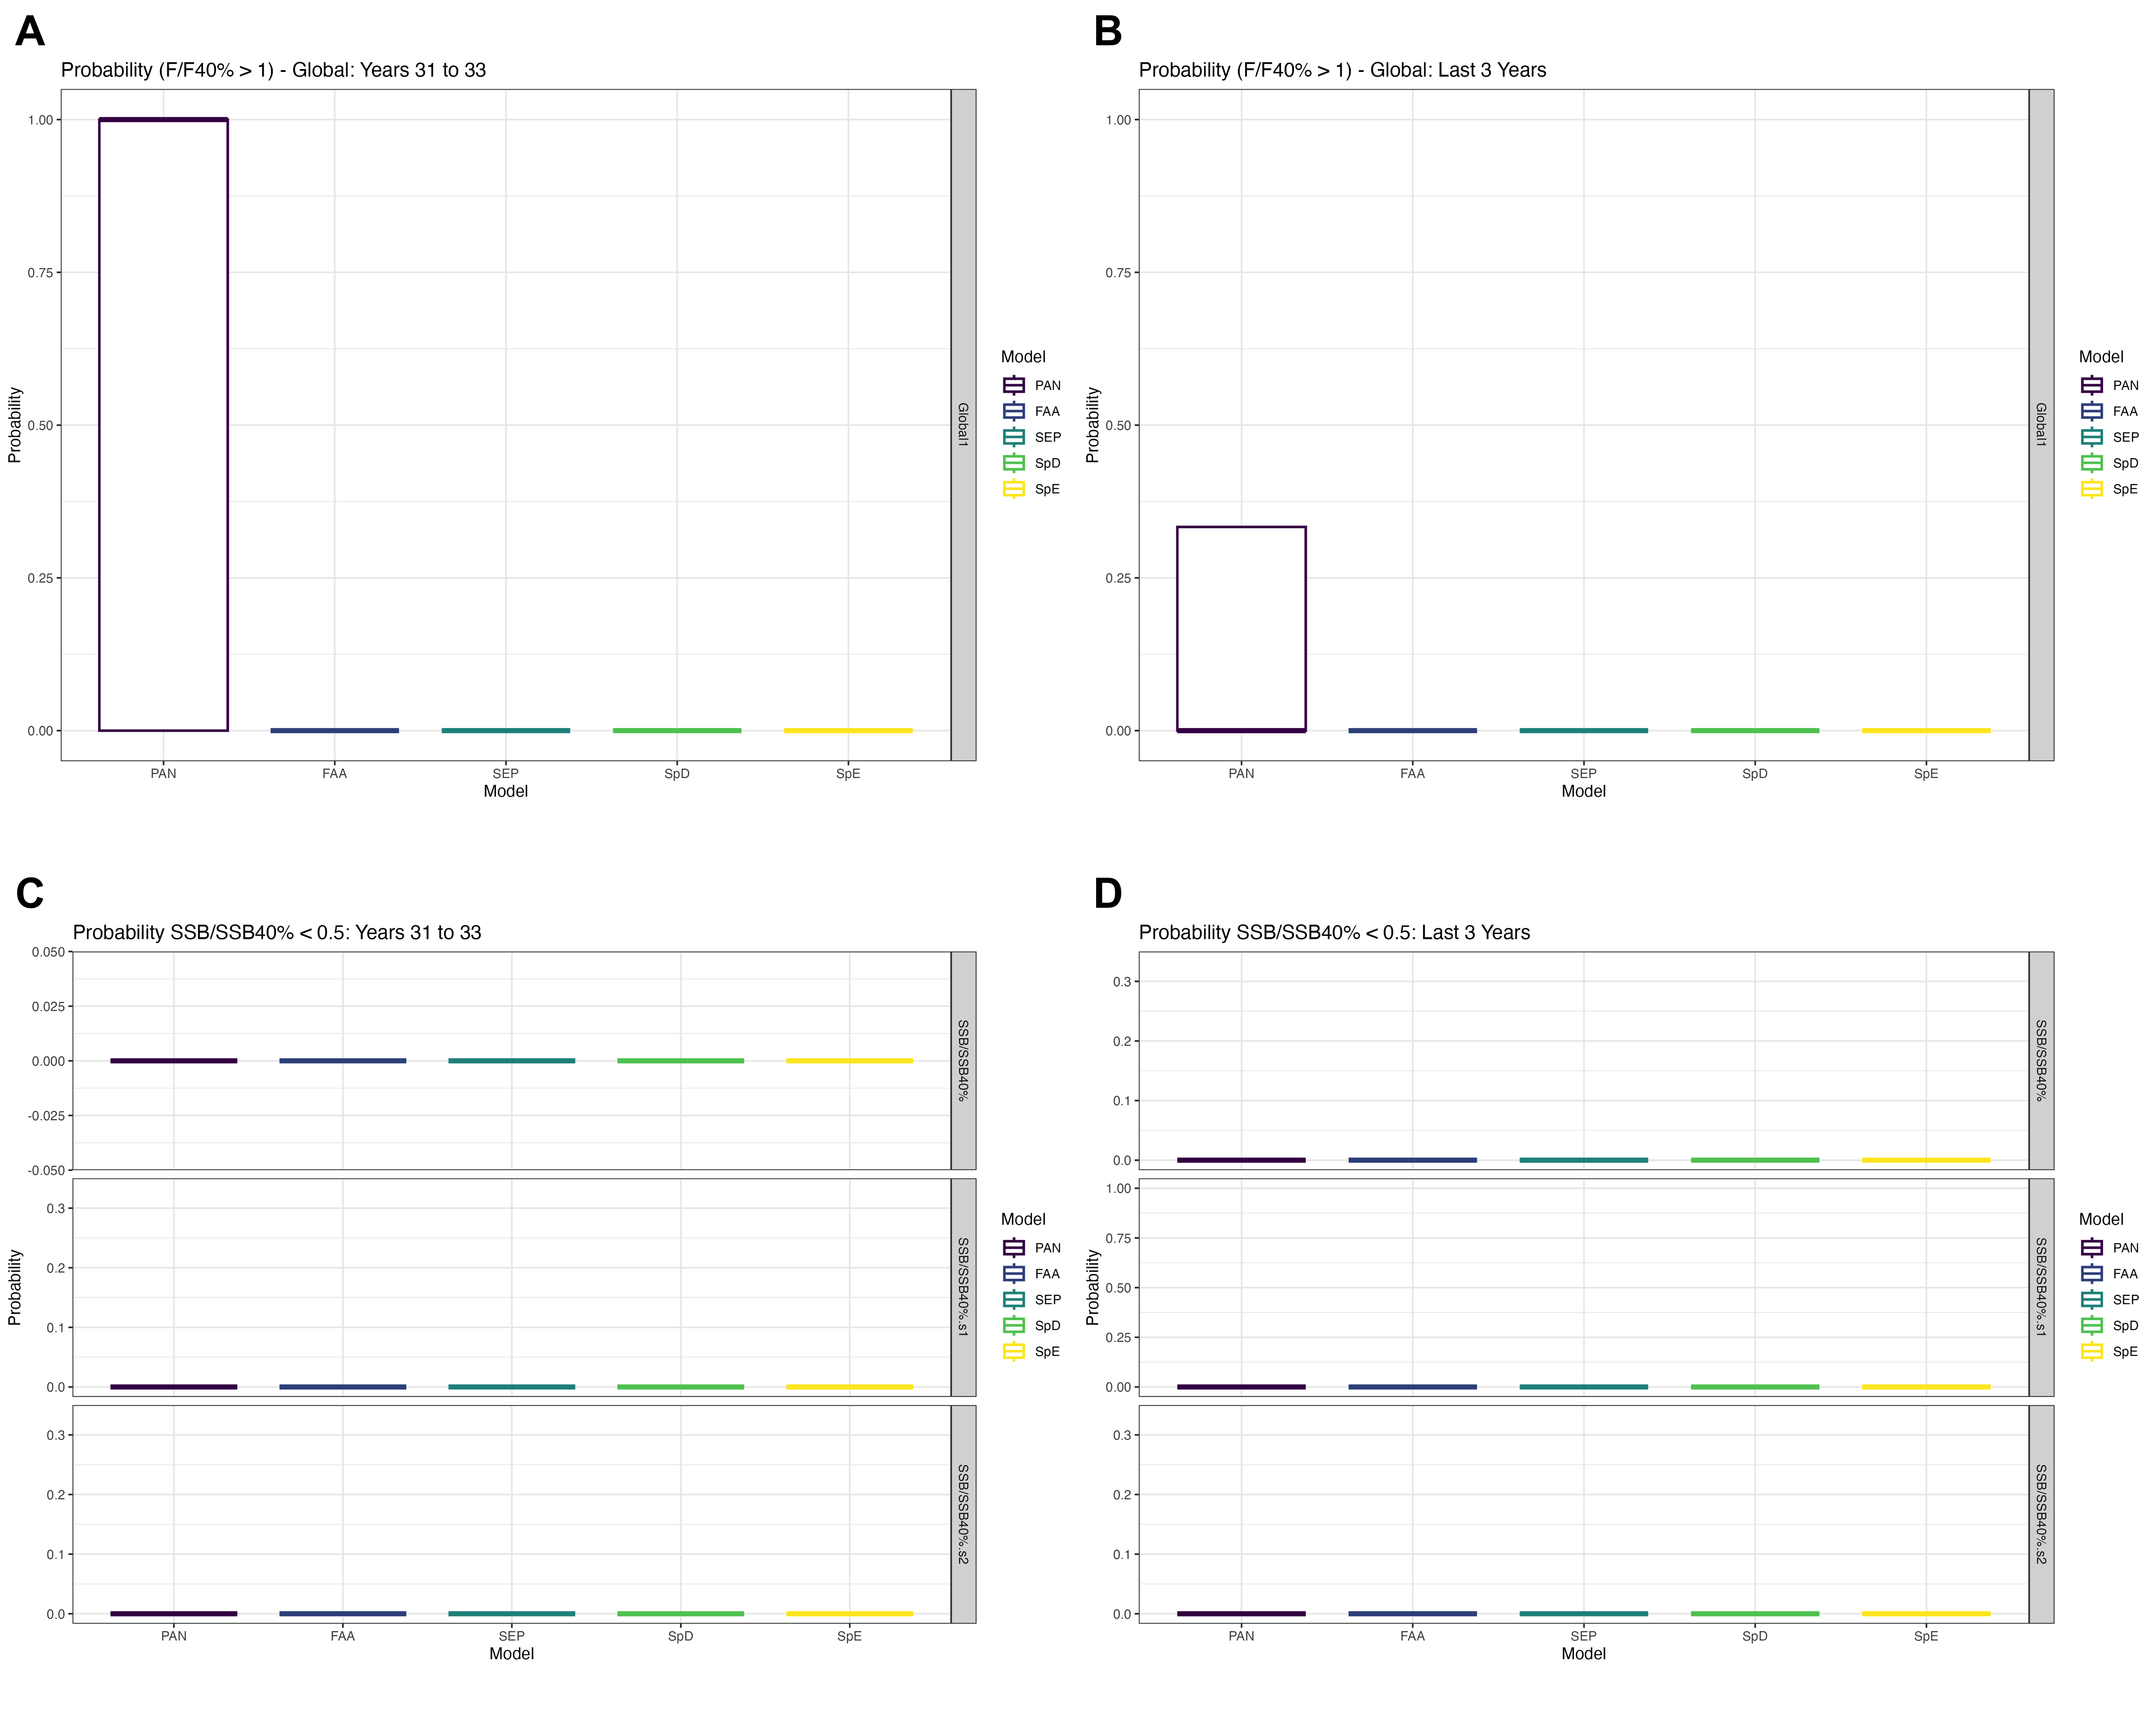 A
Probability (F/F40% > 1) - Global: Years 31 to 33
Probability
1.00
0.75
0.50
0.25
0.00
PAN FAA SEP SpD SpE
Model
Global1
Model
PAN
FAA
SEP
SpD
SpE
B
Probability (F/F40% > 1) - Global: Last 3 Years
Probability
1.00
0.75
0.50
0.25
0.00
PAN FAA SEP SpD SpE
Model
Global1
Model
PAN
FAA
SEP
SpD
SpE
C
Probability SSB/SSB40% < 0.5: Years 31 to 33
Probability
0.050
0.025
0.000
-0.025
-0.050
SSB/SSB40%
0.3
0.2
0.1
0.0
SSB/SSB40%.s1
0.3
0.2
0.1
0.0
SSB/SSB40%.s2
PAN FAA SEP SpD SpE
Model
Model
PAN
FAA
SEP
SpD
SpE
D
Probability SSB/SSB40% < 0.5: Last 3 Years
Probability
0.3
0.2
0.1
0.0
SSB/SSB40%
1.00
0.75
0.50
0.25
0.00
SSB/SSB40%.s1
0.3
0.2
0.1
0.0
SSB/SSB40%.s2
PAN FAA SEP SpD SpE
Model
Model
PAN
FAA
SEP
SpD
SpE